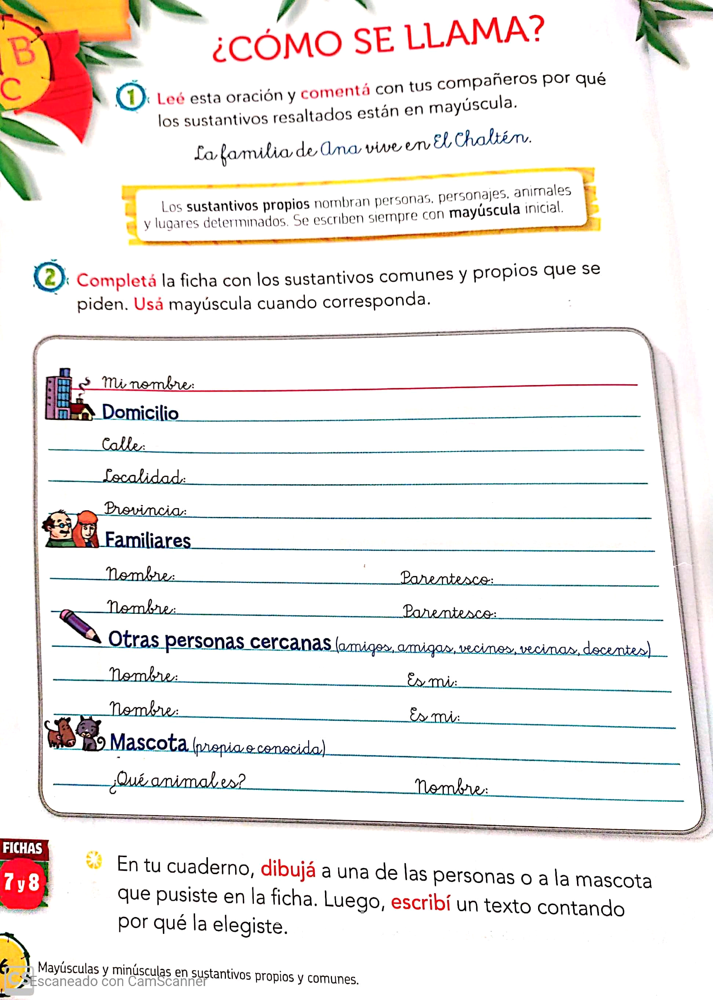 B
C
¿CÓMO SE LLAMA?
1 Leé esta oración y comentá con tus compañeros por qué
los sustantivos resaltados están en mayúscula.
La familia de Ana vive en El Chaltén.
Los sustantivos propios nombran personas, personajes, animales
y lugares determinados. Se escriben siempre con mayúscula inicial.
2 Completá la ficha con los sustantivos comunes y propios que se
piden. Usá mayúscula cuando corresponda.
Mi nombre:
Domicilio
Calle:
Localidad:
Provincia:
Familiares
Nombre: Parentesco:
Nombre: Parentesco:
Otras personas cercanas (amigos, amigas, vecinos, vecinas, docentes)
Nombre: Es mi:
Nombre: Es mi:
Mascota (propia o conocida)
¿Qué animal es? Nombre:
FICHAS
7 y 8
En tu cuaderno, dibujá a una de las personas o a la mascota
que pusiste en la ficha. Luego, escribí un texto contando
por qué la elegiste.
Mayúsculas y minúsculas en sustantivos propios y comunes.
CS Escaneado con CamScanner